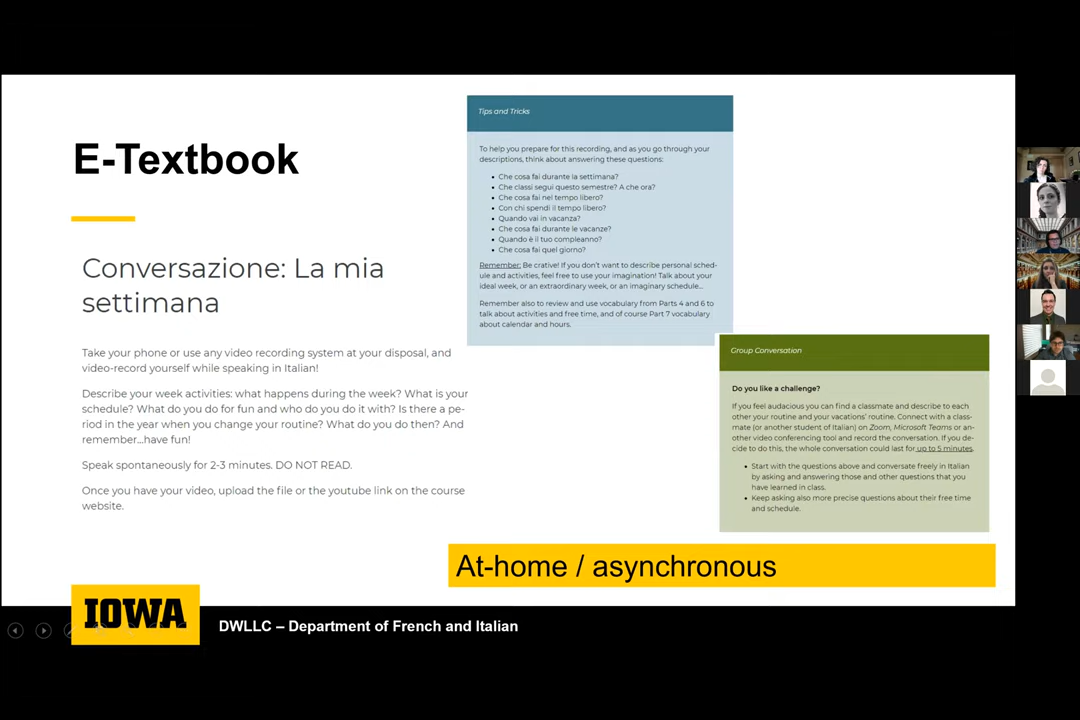 E-Textbook
Conversazione: La mia
settimana
Take your phone or use any video recording system at your disposal, and
video-record yourself while speaking in Italian!
Describe your week activities: what happens during the week? What is your
schedule? What do you do for fun and who do you do it with? Is there a pe-
riod in the year when you change your routine? What do you do then? And
remember...have fun!
Speak spontaneously for 2-3 minutes. DO NOT READ.
Once you have your video, upload the file or the youtube link on the course
website.
Tips and Tricks
To help you prepare for this recording, and as you go through your
descriptions, think about answering these questions:
• Che cosa fai durante la settimana?
• Che classi segui questo semestre? A che ora?
• Che cosa fai nel tempo libero?
• Con chi spendi il tempo libero?
• Quando vai in vacanza?
• Che cosa fai durante le vacanze?
• Quando è il tuo compleanno?
• Che cosa fai quel giorno?
Remember: Be crative! If you don't want to describe personal sched-
ule and activities, feel free to use your imagination! Talk about your
ideal week, or an extraordinary week, or an imaginary schedule...
Remember also to review and use vocabulary from Parts 4 and 6 to
talk about activities and free time, and of course Part 7 vocabulary
about calendar and hours.
Group Conversation
Do you like a challenge?
If you feel audacious you can find a classmate and describe to each
other your routine and your vacations' routine. Connect with a class-
mate (or another student of Italian) on Zoom, Microsoft Teams or an-
other video conferencing tool and record the conversation. If you de-
cide to do this, the whole conversation could last for up to 5 minutes.
• Start with the questions above and conversate freely in Italian
by asking and answering those and other questions that you
have learned in class.
• Keep asking also more precise questions about their free time
and schedule.
At-home / asynchronous
IOWA
DWLLC – Department of French and Italian